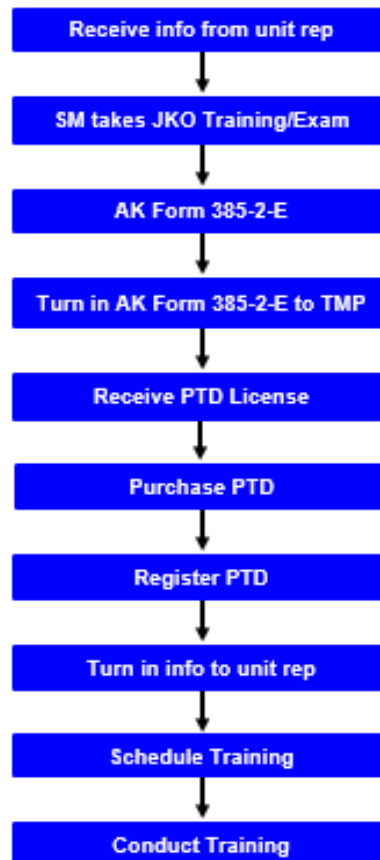 Receive info from unit rep
SM takes JKO Training/Exam
AK Form 385-2-E
Turn in AK Form 385-2-E to TMP
Receive PTD License
Purchase PTD
Register PTD
Turn in info to unit rep
Schedule Training
Conduct Training